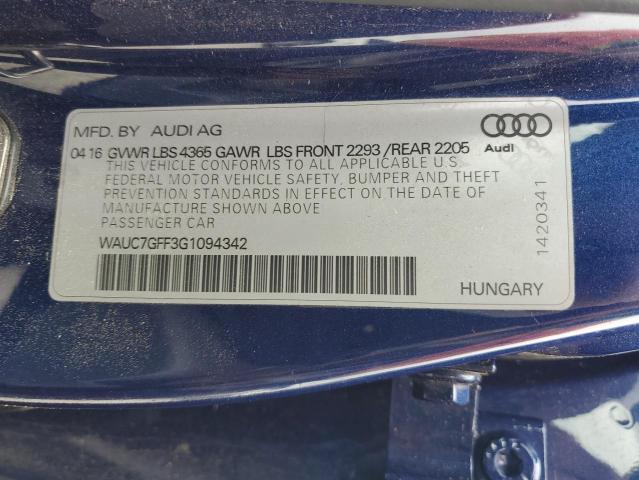 MFD. BY AUDI AG
04 16 GVWR LBS 4365 GAWR LBS FRONT 2293 /REAR 2205
THIS VEHICLE CONFORMS TO ALL APPLICABLE U.S.
FEDERAL MOTOR VEHICLE SAFETY, BUMPER AND THEFT
PREVENTION STANDARDS IN EFFECT ON THE DATE OF
MANUFACTURE SHOWN ABOVE
PASSENGER CAR
WAUC7GFF3G1094342
HUNGARY
Audi
1420341